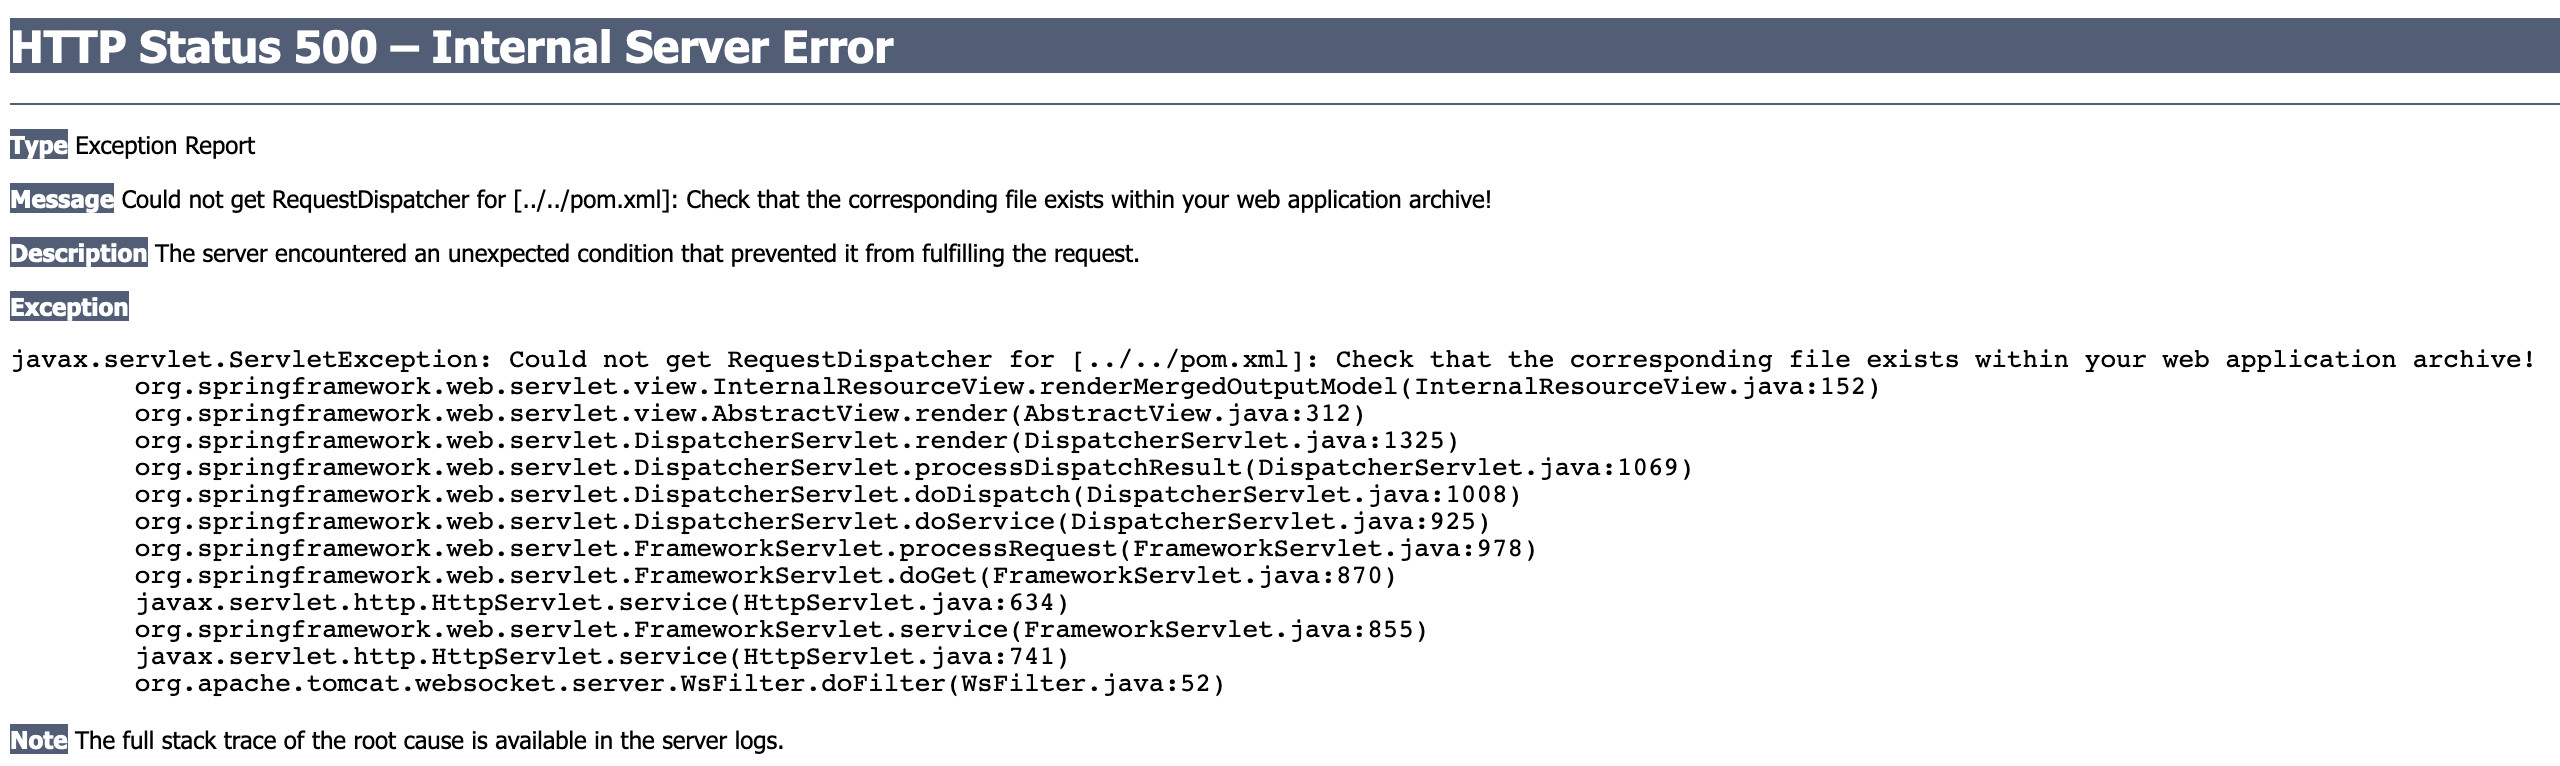 HTTP Status 500 – Internal Server Error
Type Exception Report
Message Could not get RequestDispatcher for [../../pom.xml]: Check that the corresponding file exists within your web application archive!
Description The server encountered an unexpected condition that prevented it from fulfilling the request.
Exception
javax.servlet.ServletException: Could not get RequestDispatcher for [../../pom.xml]: Check that the corresponding file exists within your web application archive!
org.springframework.web.servlet.view.InternalResourceView.renderMergedOutputModel(InternalResourceView.java:152)
org.springframework.web.servlet.view.AbstractView.render(AbstractView.java:312)
org.springframework.web.servlet.DispatcherServlet.render(DispatcherServlet.java:1325)
org.springframework.web.servlet.DispatcherServlet.processDispatchResult(DispatcherServlet.java:1069)
org.springframework.web.servlet.DispatcherServlet.doDispatch(DispatcherServlet.java:1008)
org.springframework.web.servlet.DispatcherServlet.doService(DispatcherServlet.java:925)
org.springframework.web.servlet.FrameworkServlet.processRequest(FrameworkServlet.java:978)
org.springframework.web.servlet.FrameworkServlet.doGet(FrameworkServlet.java:870)
javax.servlet.http.HttpServlet.service(HttpServlet.java:634)
org.springframework.web.servlet.FrameworkServlet.service(FrameworkServlet.java:855)
javax.servlet.http.HttpServlet.service(HttpServlet.java:741)
org.apache.tomcat.websocket.server.WsFilter.doFilter(WsFilter.java:52)
Note The full stack trace of the root cause is available in the server logs.